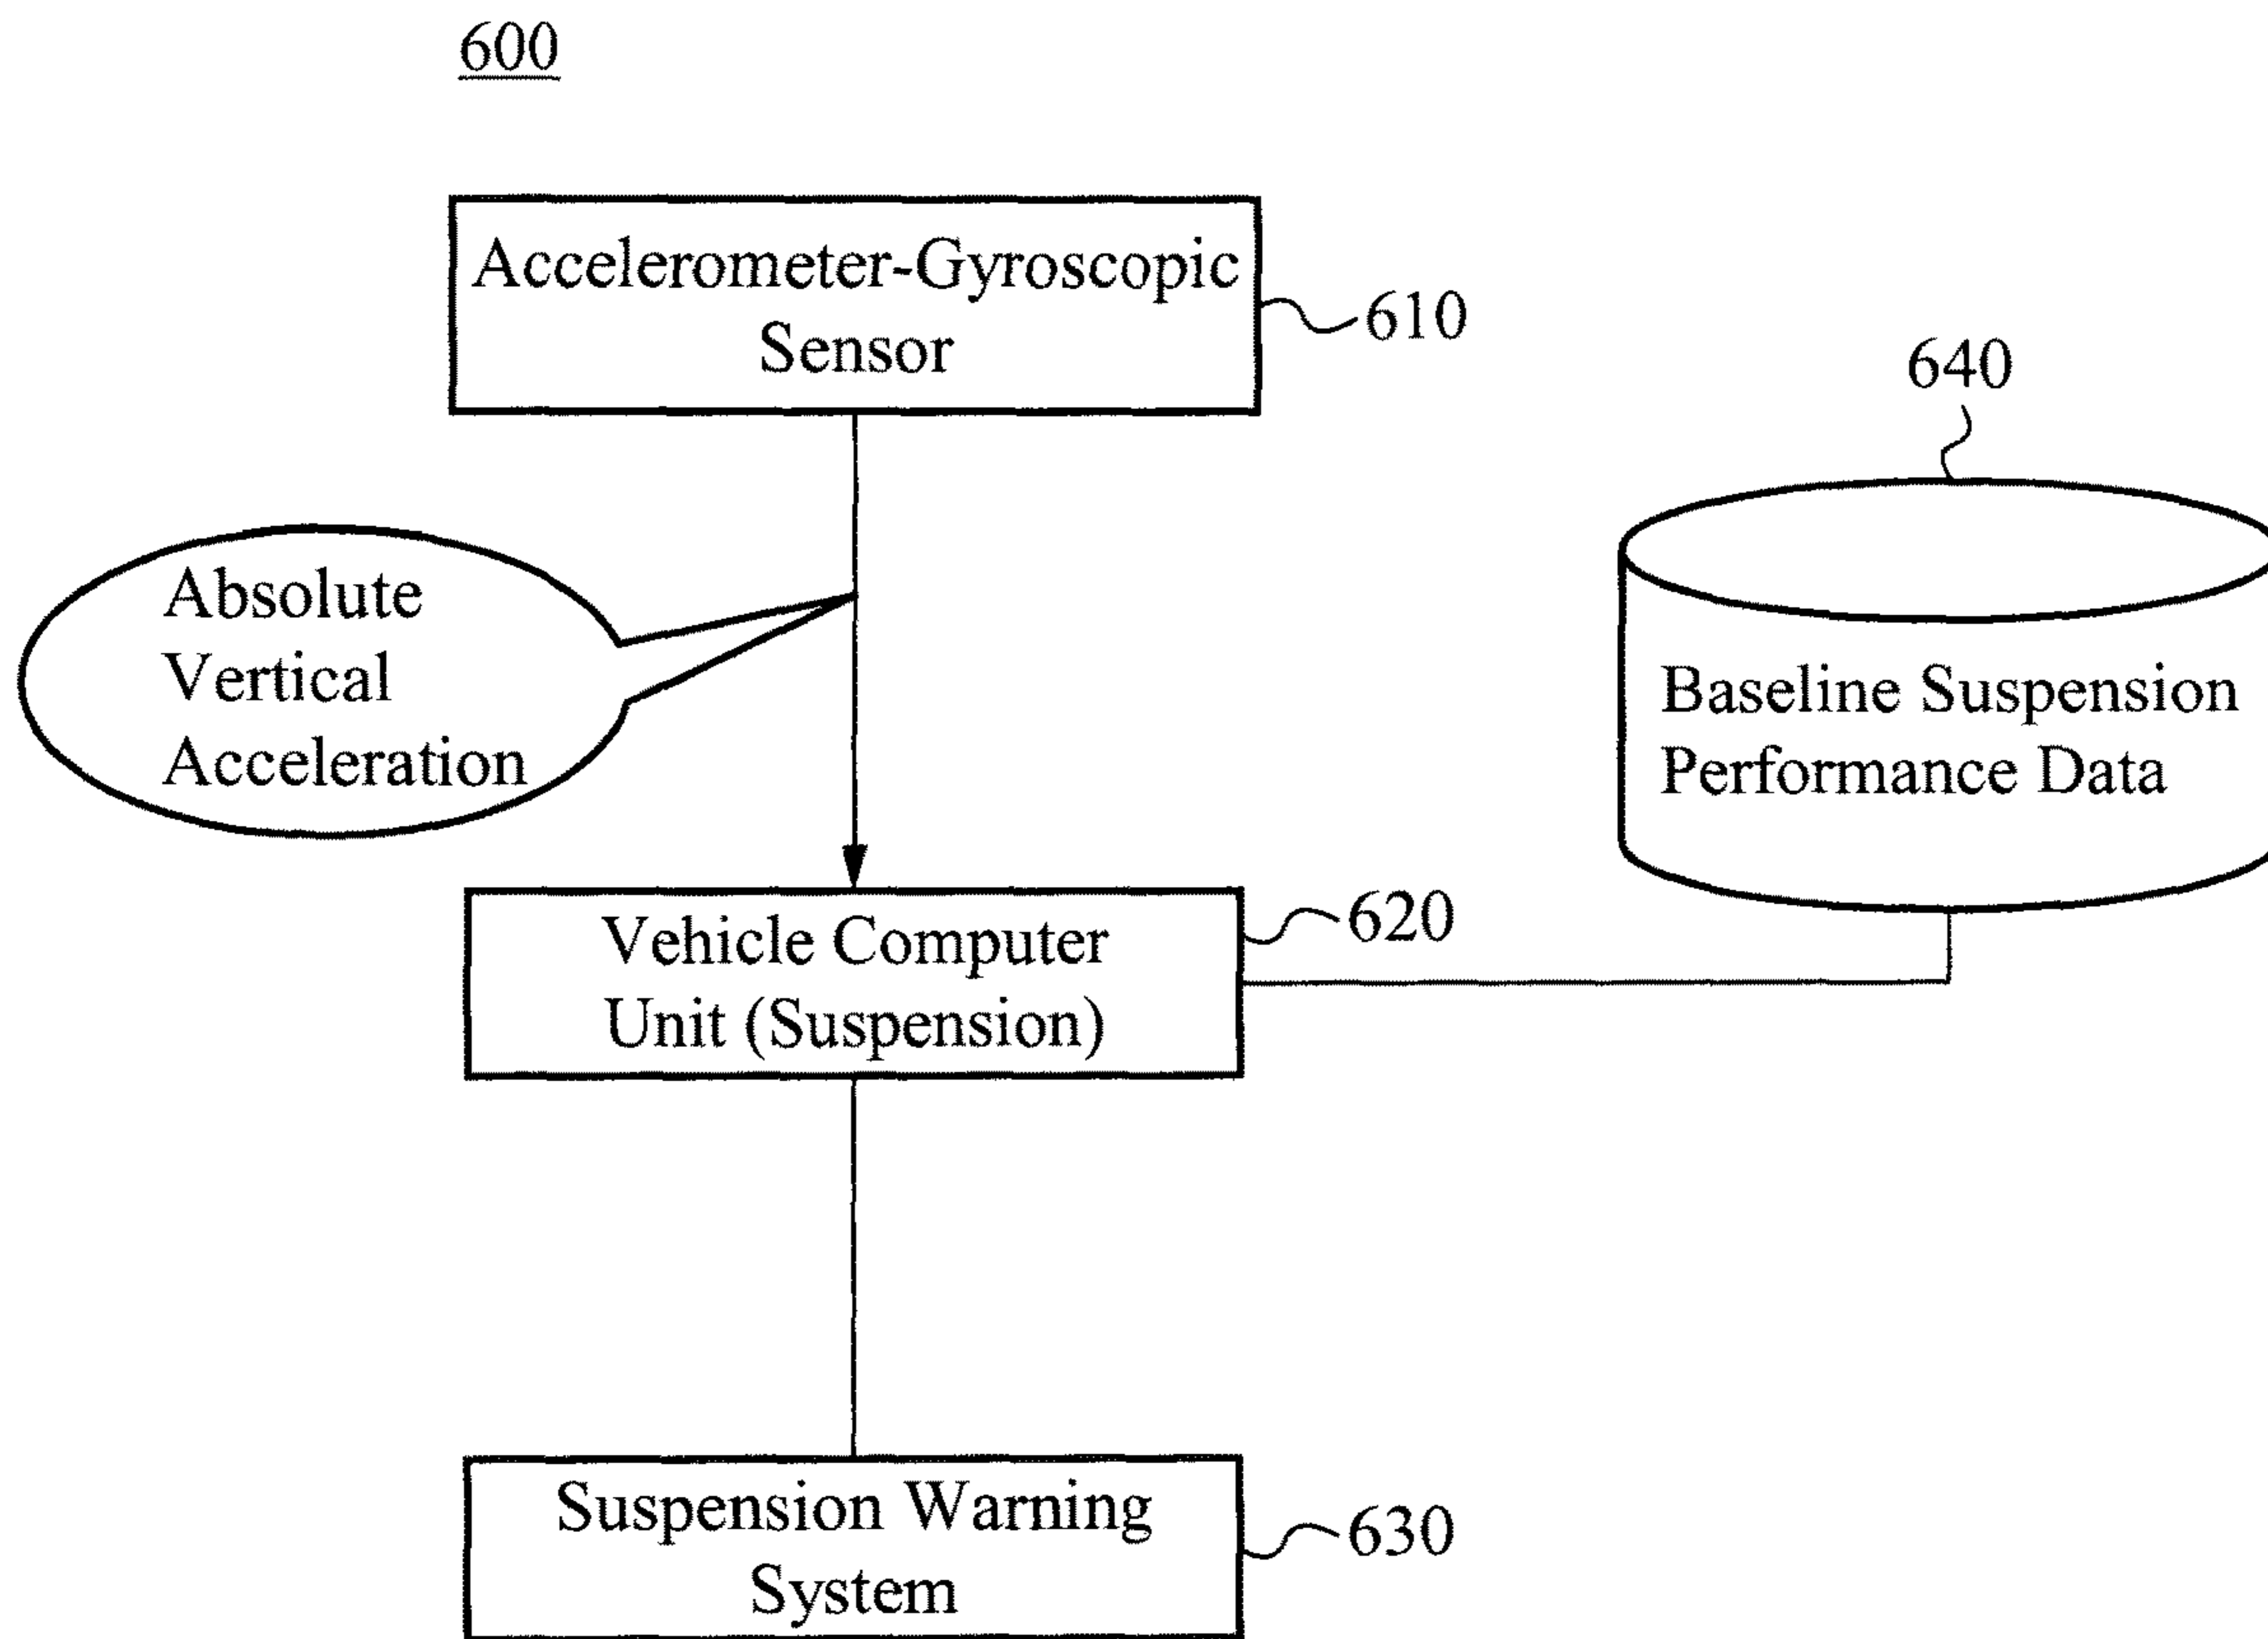 600
Accelerometer-Gyroscopic
Sensor
610
640
Absolute
Vertical
Acceleration
Baseline Suspension
Performance Data
Vehicle Computer
Unit (Suspension)
620
Suspension Warning
System
630